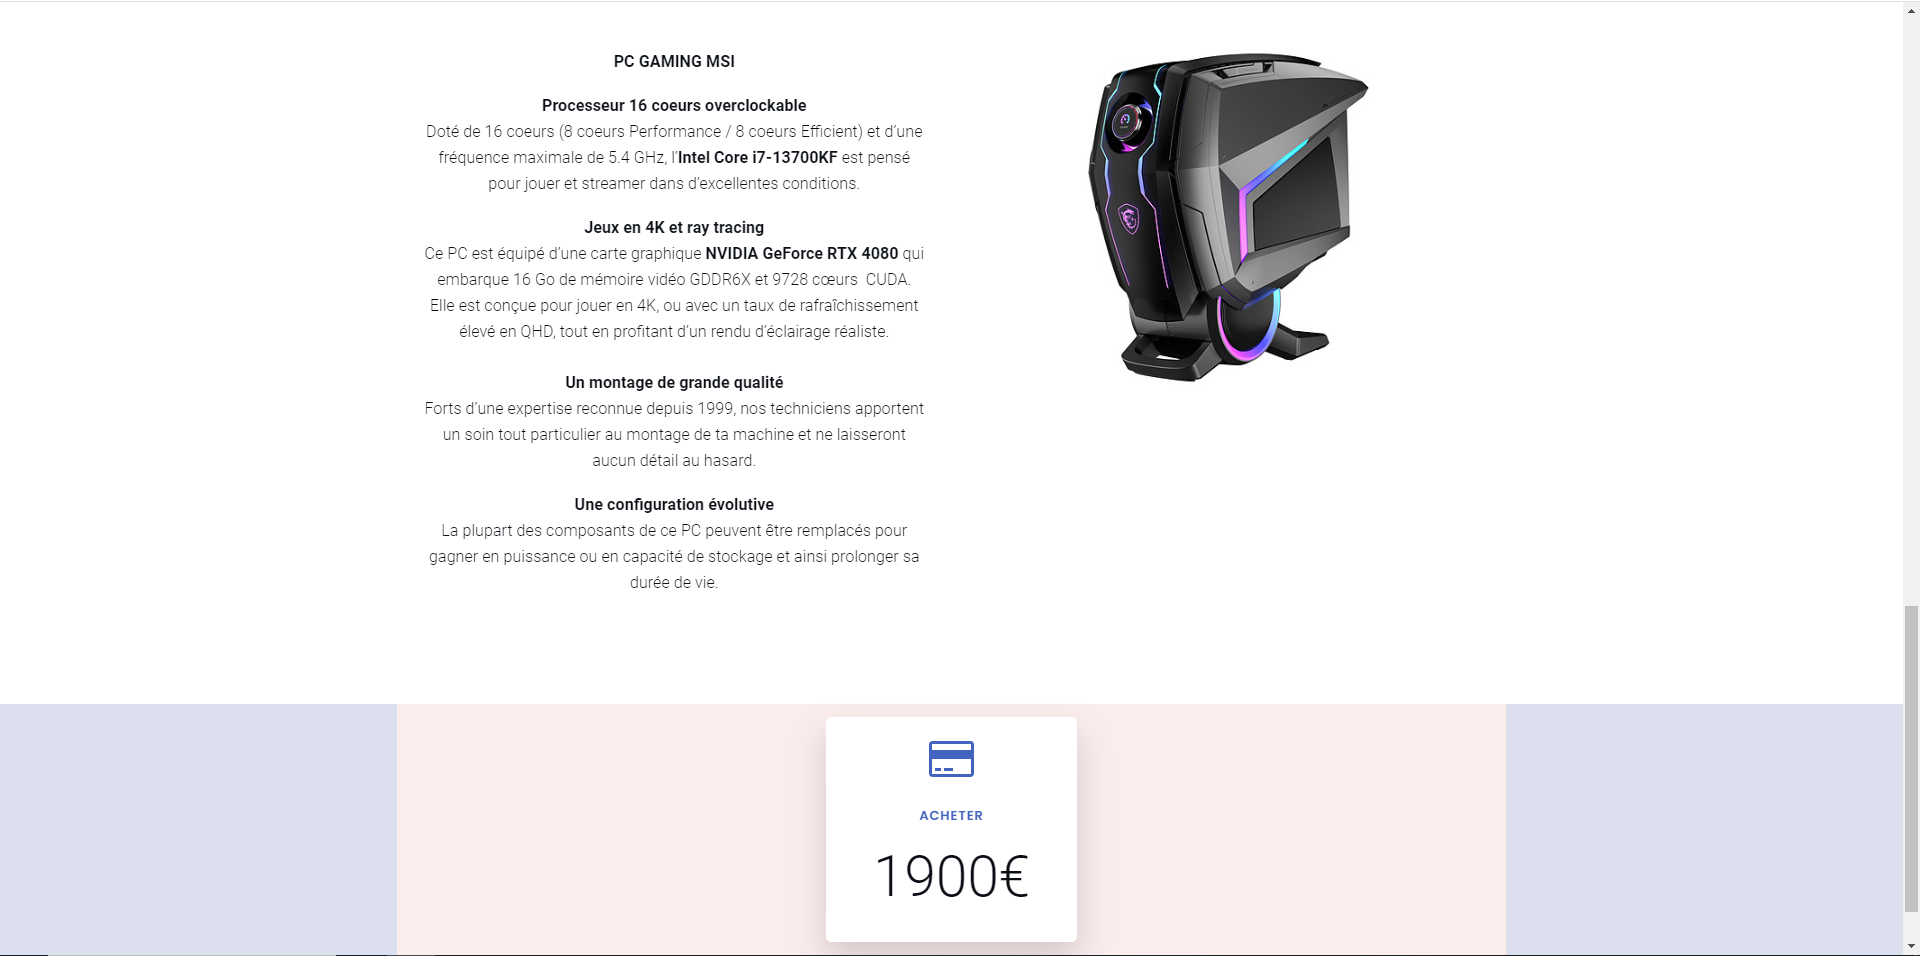 PC GAMING MSI
Processeur 16 coeurs overclockable
Doté de 16 coeurs (8 coeurs Performance / 8 coeurs Efficient) et d’une
fréquence maximale de 5.4 GHz, l’Intel Core i7-13700KF est pensé
pour jouer et streamer dans d’excellentes conditions.
Jeux en 4K et ray tracing
Ce PC est équipé d’une carte graphique NVIDIA GeForce RTX 4080 qui
embarque 16 Go de mémoire vidéo GDDR6X et 9728 cœurs  CUDA.
Elle est conçue pour jouer en 4K, ou avec un taux de rafraîchissement
élevé en QHD, tout en profitant d’un rendu d’éclairage réaliste.
Un montage de grande qualité
Forts d’une expertise reconnue depuis 1999, nos techniciens apportent
un soin tout particulier au montage de ta machine et ne laisseront
aucun détail au hasard.
Une configuration évolutive
La plupart des composants de ce PC peuvent être remplacés pour
gagner en puissance ou en capacité de stockage et ainsi prolonger sa
durée de vie.
ACHETER
1900€